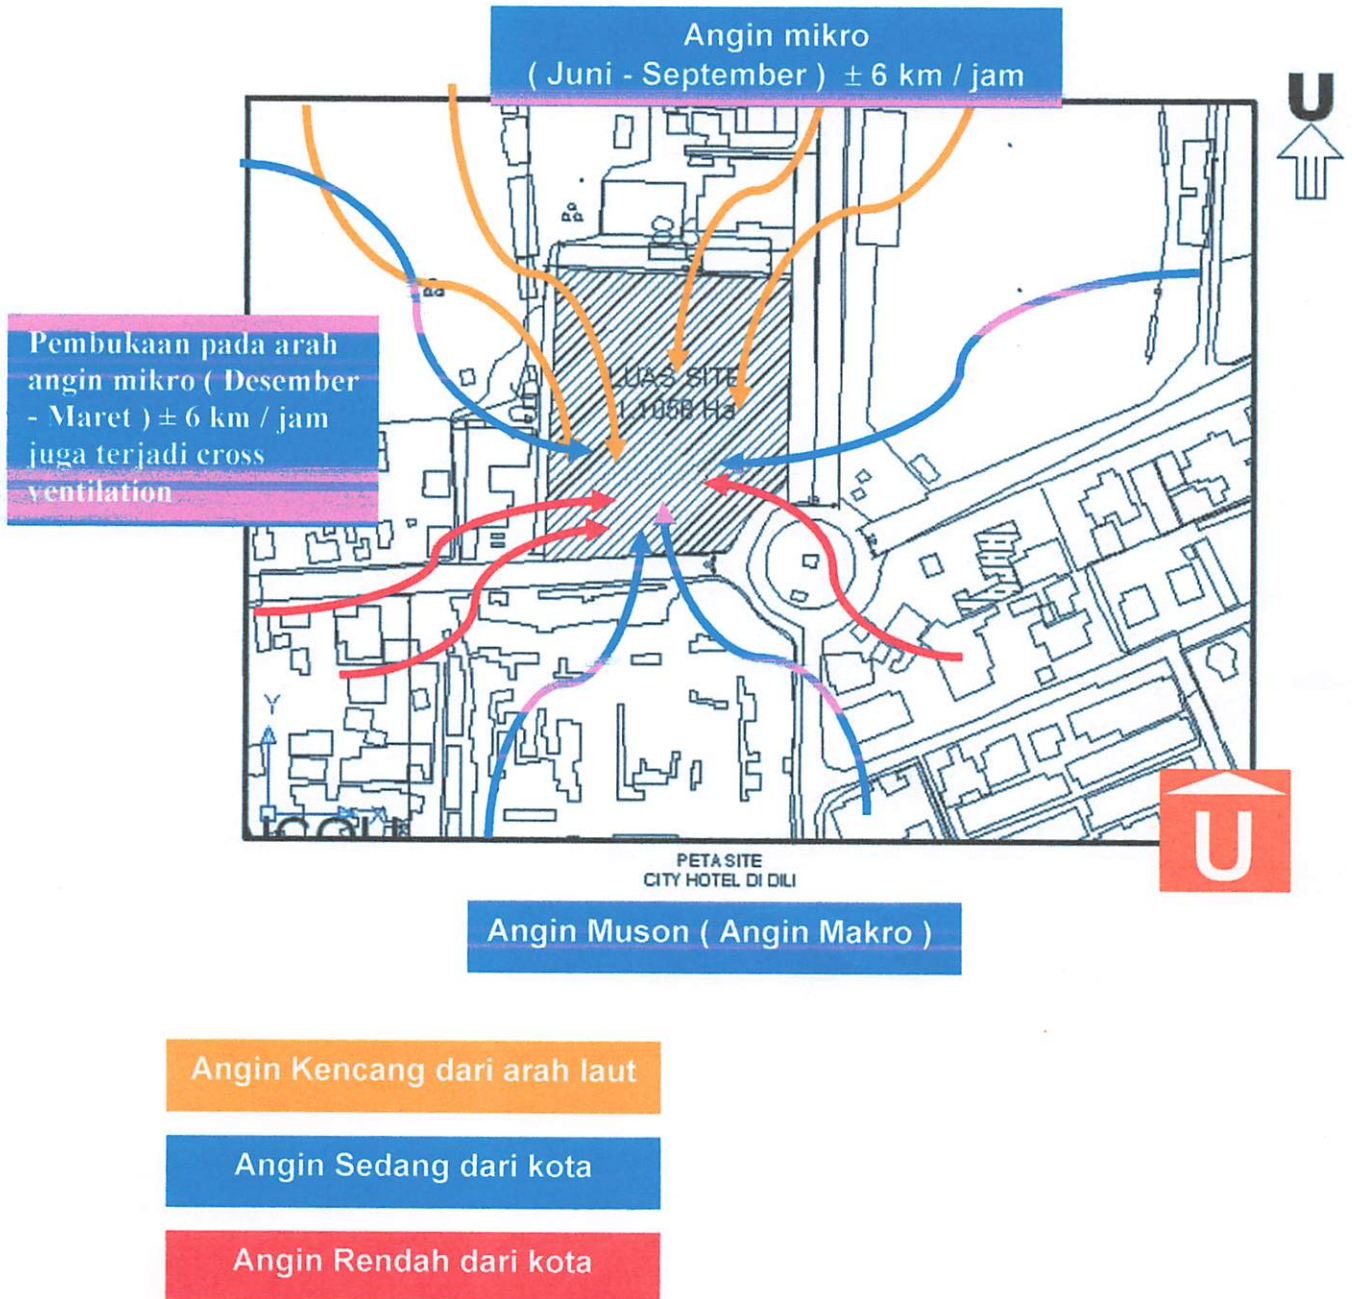 Angin mikro
( Juni - September ) ± 6 km / jam
U
Pembukaan pada arah
angin mikro ( Desember
- Maret ) ± 6 km / jam
juga terjadi cross
ventilation
LUAS SITE
Ha
Y
X
U
PETA SITE
CITY HOTEL DI DILI
Angin Muson ( Angin Makro )
Angin Kencang dari arah laut
Angin Sedang dari kota
Angin Rendah dari kota